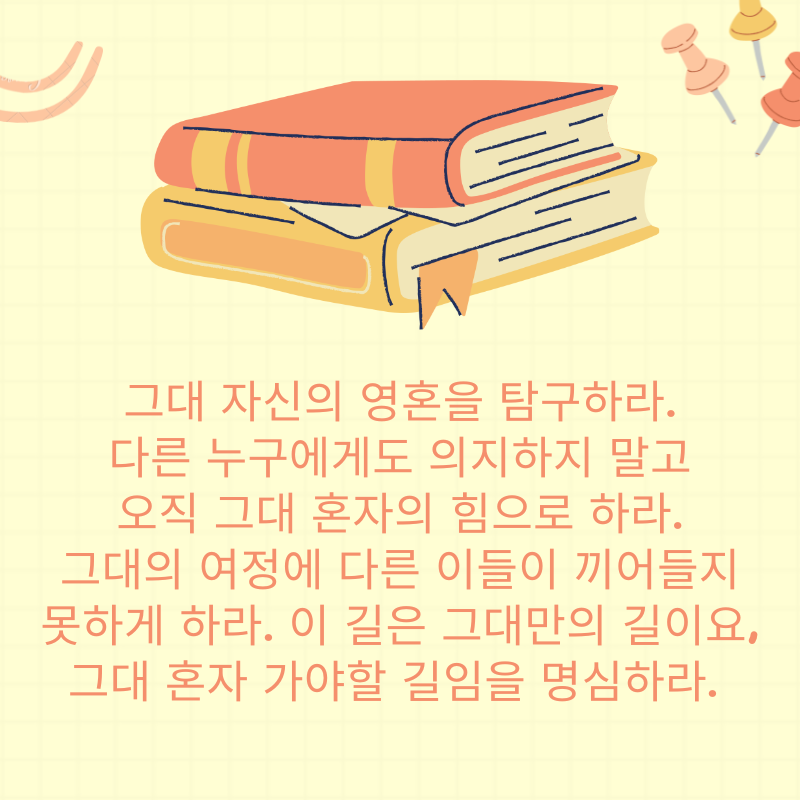 그대 자신의 영혼을 탐구하라.
다른 누구에게도 의지하지 말고
오직 그대 혼자의 힘으로 하라.
그대의 여정에 다른 이들이 끼어들지
못하게 하라. 이 길은 그대만의 길이요,
그대 혼자 가야할 길임을 명심하라.